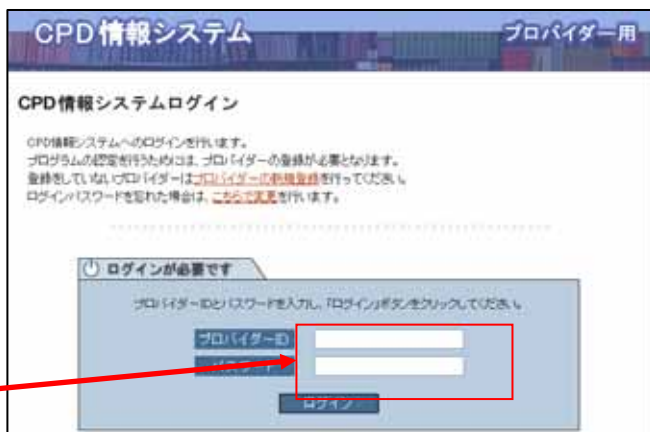 CPD情報システム
プロバイダー用
CPD情報システムログイン
CPD情報システムへのログインを行います。
プログラムの認定を行うためには、プロバイダーの登録が必要となります。
登録をしていないプロバイダーはプロバイダーの新規登録を行ってください。
ログインパスワードを忘れた場合は、こちらで変更を行います。
ログインが必要です
プロバイダーIDとパスワードを入力し、「ログイン」ボタンをクリックしてください。
プロバイダーID
パスワード
ログイン